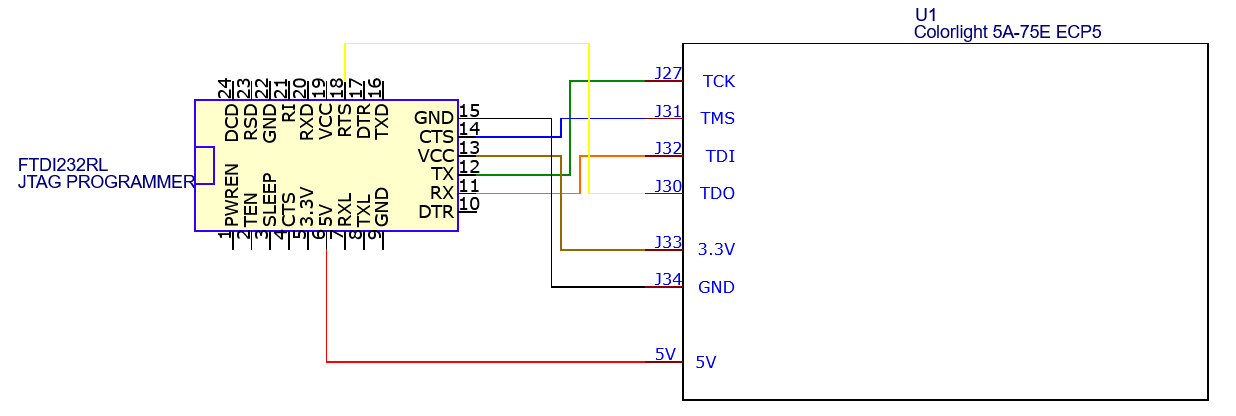 U1
Colorlight 5A-75E ECP5
24 23 22 21 20 19 18 17 16
DCD RSD GND RI RXD VCC RTS DTR TXD
FTDI232RL
JTAG PROGRAMMER
GND 15
CTS 14
VCC 13
TX 12
RX 11
DTR 10
PWREN TEN SLEEP CTS 3.3V 5V RXL TXL GND
1 2 3 4 5 6 7 8 9
J27 TCK
J31 TMS
J32 TDI
J30 TDO
J33 3.3V
J34 GND
5V 5V